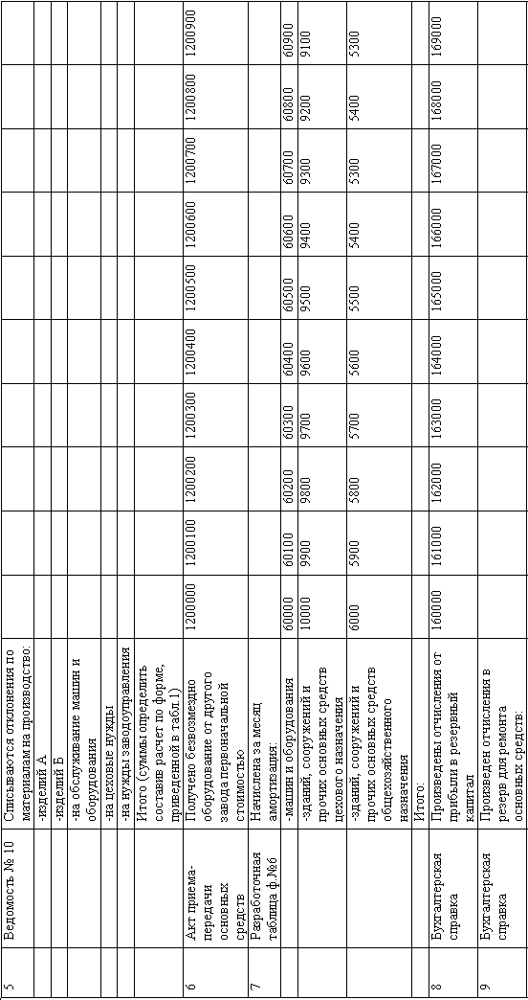 5 Ведомость № 10 Списываются отклонения по
материалам на производство:
-изделий А
-изделий Б
-на обслуживание машин и
оборудования
-на цеховые нужды
-на нужды заводоуправления
Итого (суммы определить
составив расчет по форме,
приведенной в табл.1)
6 Акт приема- Получено безвозмездно 1200000 1200100 1200200 1200300 1200400 1200500 1200600 1200700 1200800 1200900
передачи оборудование от другого
основных завода первоначальной
средств стоимостью
7 Разработочная Начислена за месяц
таблица ф.№6 амортизация:
-машин и оборудования 60000 60100 60200 60300 60400 60500 60600 60700 60800 60900
-зданий, сооружений и 10000 9900 9800 9700 9600 9500 9400 9300 9200 9100
прочих основных средств
цехового назначения
-зданий, сооружений и 6000 5900 5800 5700 5600 5500 5400 5300 5400 5300
прочих основных средств
общехозяйственного
назначения
Итого:
8 Бухгалтерская Произведены отчисления от 160000 161000 162000 163000 164000 165000 166000 167000 168000 169000
справка прибыли в резервный
капитал
9 Бухгалтерская Произведен отчисления в
справка резерв для ремонта
основных средств: